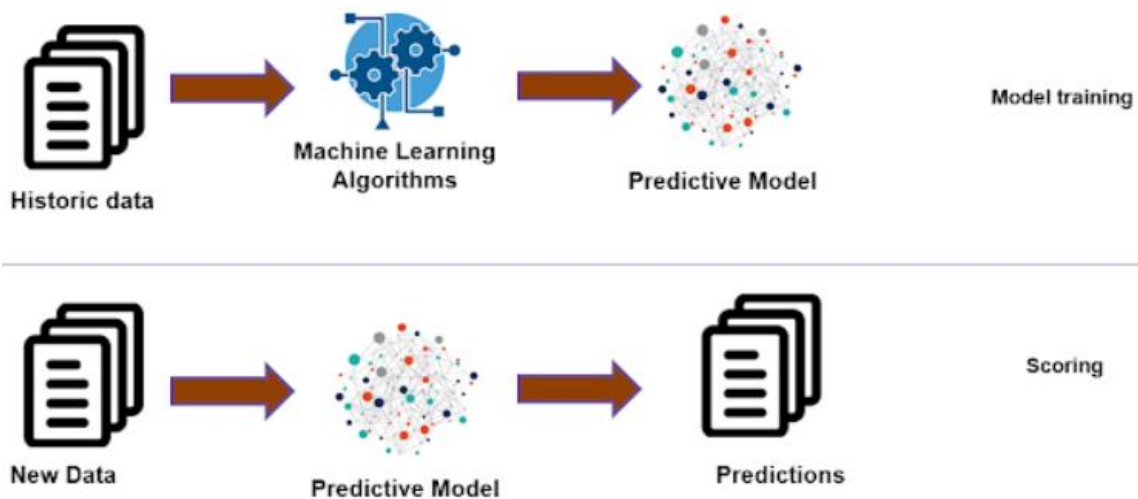 Historic data
Machine Learning
Algorithms
Predictive Model
Model training
New Data
Predictive Model
Predictions
Scoring